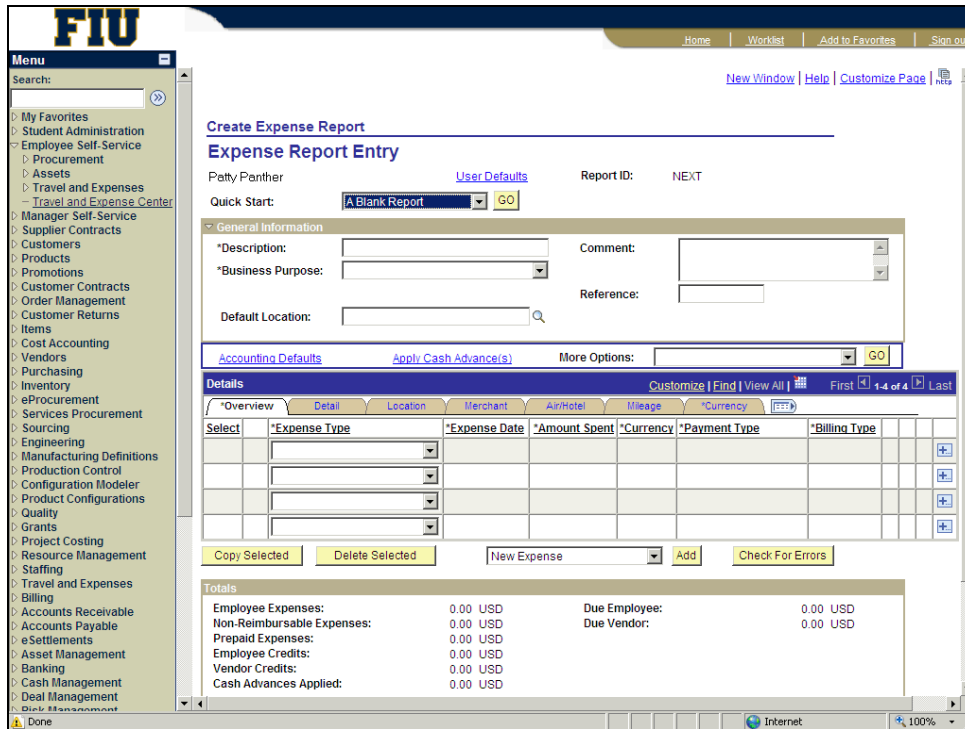 FIU
Home Worklist Add to Favorites Sign ou
Menu
Search:
My Favorites
Student Administration
Employee Self-Service
Procurement
Assets
Travel and Expenses
Travel and Expense Center
Manager Self-Service
Supplier Contracts
Customers
Products
Promotions
Customer Contracts
Order Management
Customer Returns
Items
Cost Accounting
Vendors
Purchasing
Inventory
eProcurement
Services Procurement
Sourcing
Engineering
Manufacturing Definitions
Production Control
Configuration Modeler
Product Configurations
Quality
Grants
Project Costing
Resource Management
Staffing
Travel and Expenses
Billing
Accounts Receivable
Accounts Payable
eSettlements
Asset Management
Banking
Cash Management
Deal Management
Risk Management
New Window | Help | Customize Page | http
Create Expense Report
Expense Report Entry
Patty Panther User Defaults Report ID: NEXT
Quick Start: A Blank Report GO
General Information
*Description: Comment:
*Business Purpose:
Reference:
Default Location:
Accounting Defaults Apply Cash Advance(s) More Options: GO
Details Customize | Find | View All | First 1-4 of 4 Last
*Overview Detail Location Merchant Air/Hotel Mileage *Currency
Select *Expense Type *Expense Date *Amount Spent *Currency *Payment Type *Billing Type
Copy Selected Delete Selected New Expense Add Check For Errors
Totals
Employee Expenses: 0.00 USD Due Employee: 0.00 USD
Non-Reimbursable Expenses: 0.00 USD Due Vendor: 0.00 USD
Prepaid Expenses: 0.00 USD
Employee Credits: 0.00 USD
Vendor Credits: 0.00 USD
Cash Advances Applied: 0.00 USD
Done Internet 100%